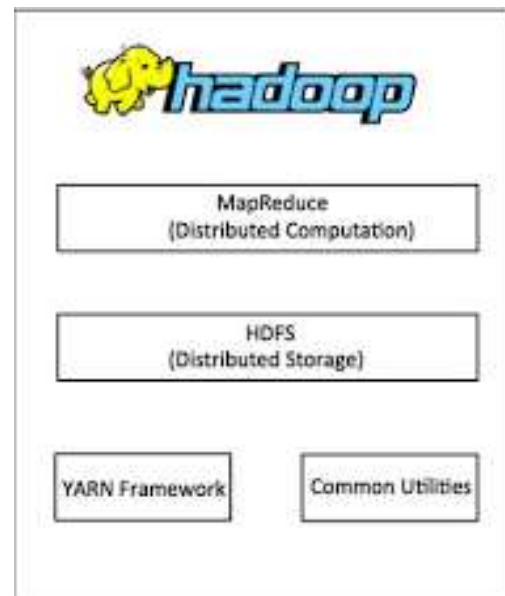 hadoop
MapReduce
(Distributed Computation)
HDFS
(Distributed Storage)
YARN Framework
Common Utilities